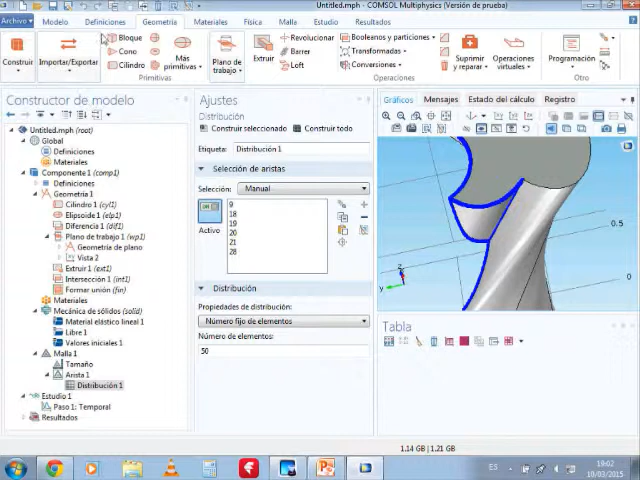 Untitled.mph - COMSOL Multiphysics (Versión de prueba)
Archivo Modelo Definiciones Geometría Materiales Física Malla Estudio Resultados
Construir
Importar/Exportar
Bloque
Cono
Cilindro
Más primitivas
Primitivas
Plano de trabajo
Extruir
Revolucionar
Barrer
Loft
Booleanos y particiones
Transformadas
Conversiones
Operaciones
Suprimir y reparar
Operaciones virtuales
Programación
Otro
Constructor de modelo
Untitled.mph (root)
Global
Definiciones
Materiales
Componente 1 (comp1)
Definiciones
Geometría 1
Cilindro 1 (cyl1)
Elipsoide 1 (elp1)
Diferencia 1 (dif1)
Plano de trabajo 1 (wp1)
Geometría de plano
Vista 2
Extruir 1 (ext1)
Intersección 1 (int1)
Formar unión (fin)
Materiales
Mecánica de sólidos (solid)
Material elástico lineal 1
Libre 1
Valores iniciales 1
Malla 1
Tamaño
Arista 1
Distribución 1
Estudio 1
Paso 1: Temporal
Resultados
Ajustes
Distribución
Construir seleccionado Construir todo
Etiqueta: Distribución 1
Selección de aristas
Selección: Manual
Activo
9
18
19
20
21
28
Distribución
Propiedades de distribución:
Número fijo de elementos
Número de elementos:
50
Gráficos Mensajes Estado del cálculo Registro
0.5
0
z
y
Tabla
1.14 GB | 1.21 GB
ES
19:02
10/03/2015